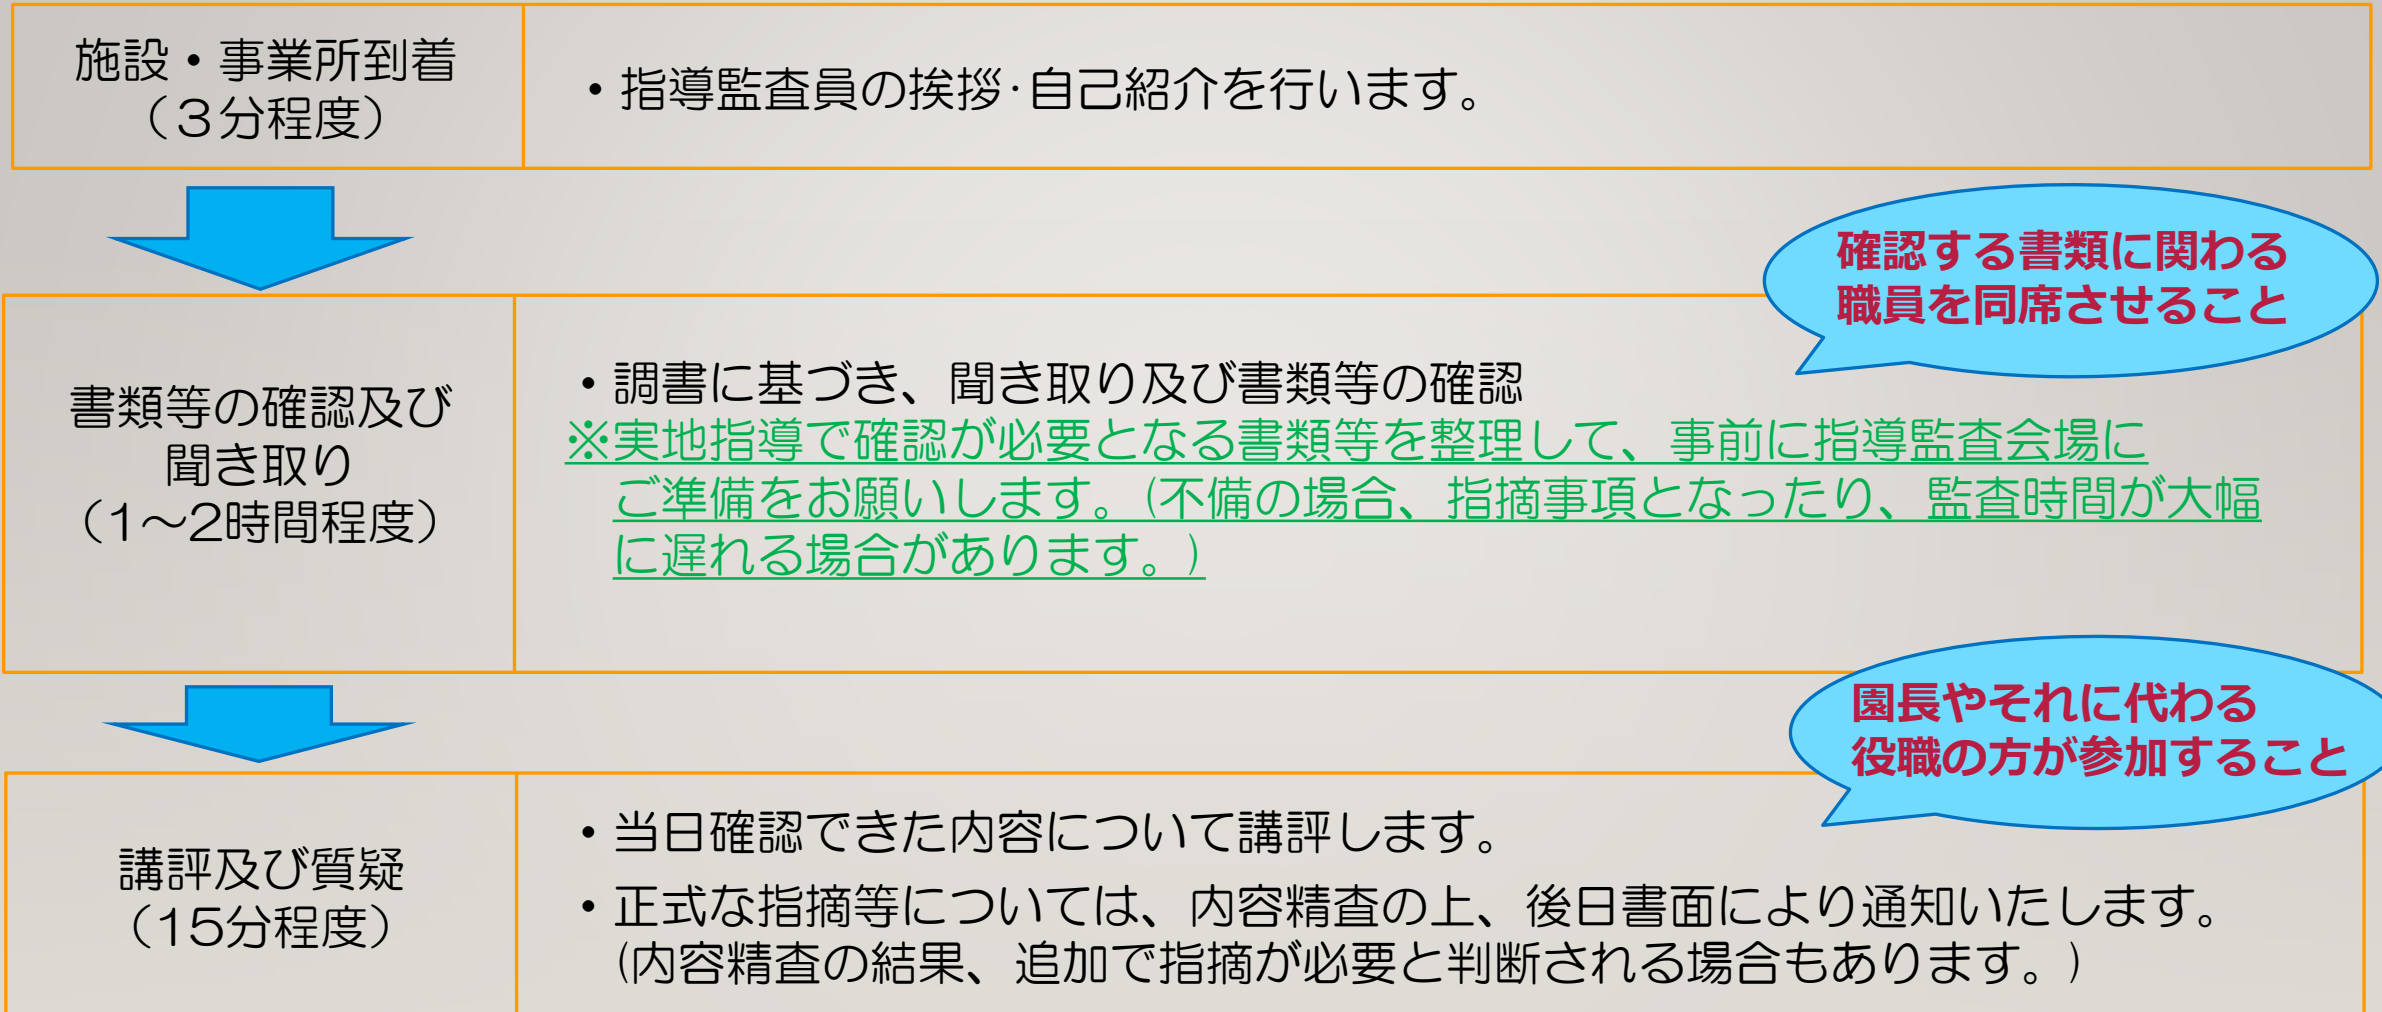 施設・事業所到着
（３分程度）
・指導監査員の挨拶･自己紹介を行います。
確認する書類に関わる
職員を同席させること
書類等の確認及び
聞き取り
（1～2時間程度）
・調書に基づき、聞き取り及び書類等の確認
※実地指導で確認が必要となる書類等を整理して、事前に指導監査会場に
ご準備をお願いします。(不備の場合、指摘事項となったり、監査時間が大幅
に遅れる場合があります。)
園長やそれに代わる
役職の方が参加すること
講評及び質疑
（15分程度）
・当日確認できた内容について講評します。
・正式な指摘等については、内容精査の上、後日書面により通知いたします。
(内容精査の結果、追加で指摘が必要と判断される場合もあります。)